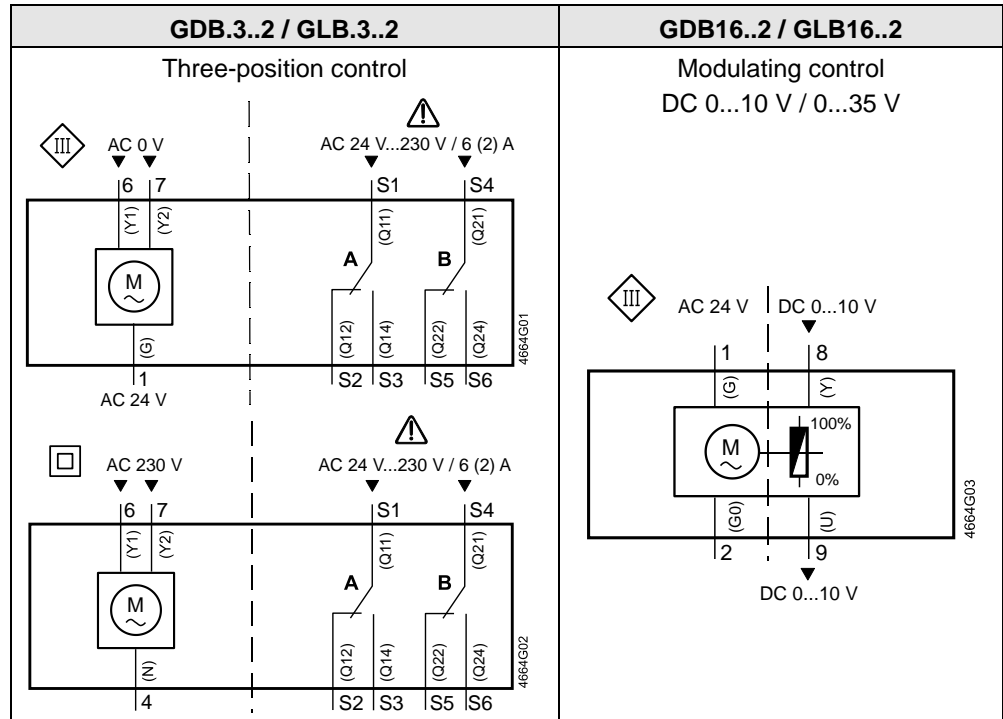 GDB.3..2 / GLB.3..2
Three-position control
III
AC 0 V
AC 24 V...230 V / 6 (2) A
6 7 S1 S4
(Y1) (Y2) (Q11) (Q21)
A B
M
(G) (Q12) (Q14) (Q22) (Q24)
1 S2 S3 S5 S6
AC 24 V
4664G01
AC 230 V
AC 24 V...230 V / 6 (2) A
6 7 S1 S4
(Y1) (Y2) (Q11) (Q21)
A B
M
(N) (Q12) (Q14) (Q22) (Q24)
4 S2 S3 S5 S6
4664G02
GDB16..2 / GLB16..2
Modulating control
DC 0...10 V / 0...35 V
III
AC 24 V DC 0...10 V
1 8
(G) (Y)
100%
M
0%
(G0) (U)
2 9
DC 0...10 V
4664G03